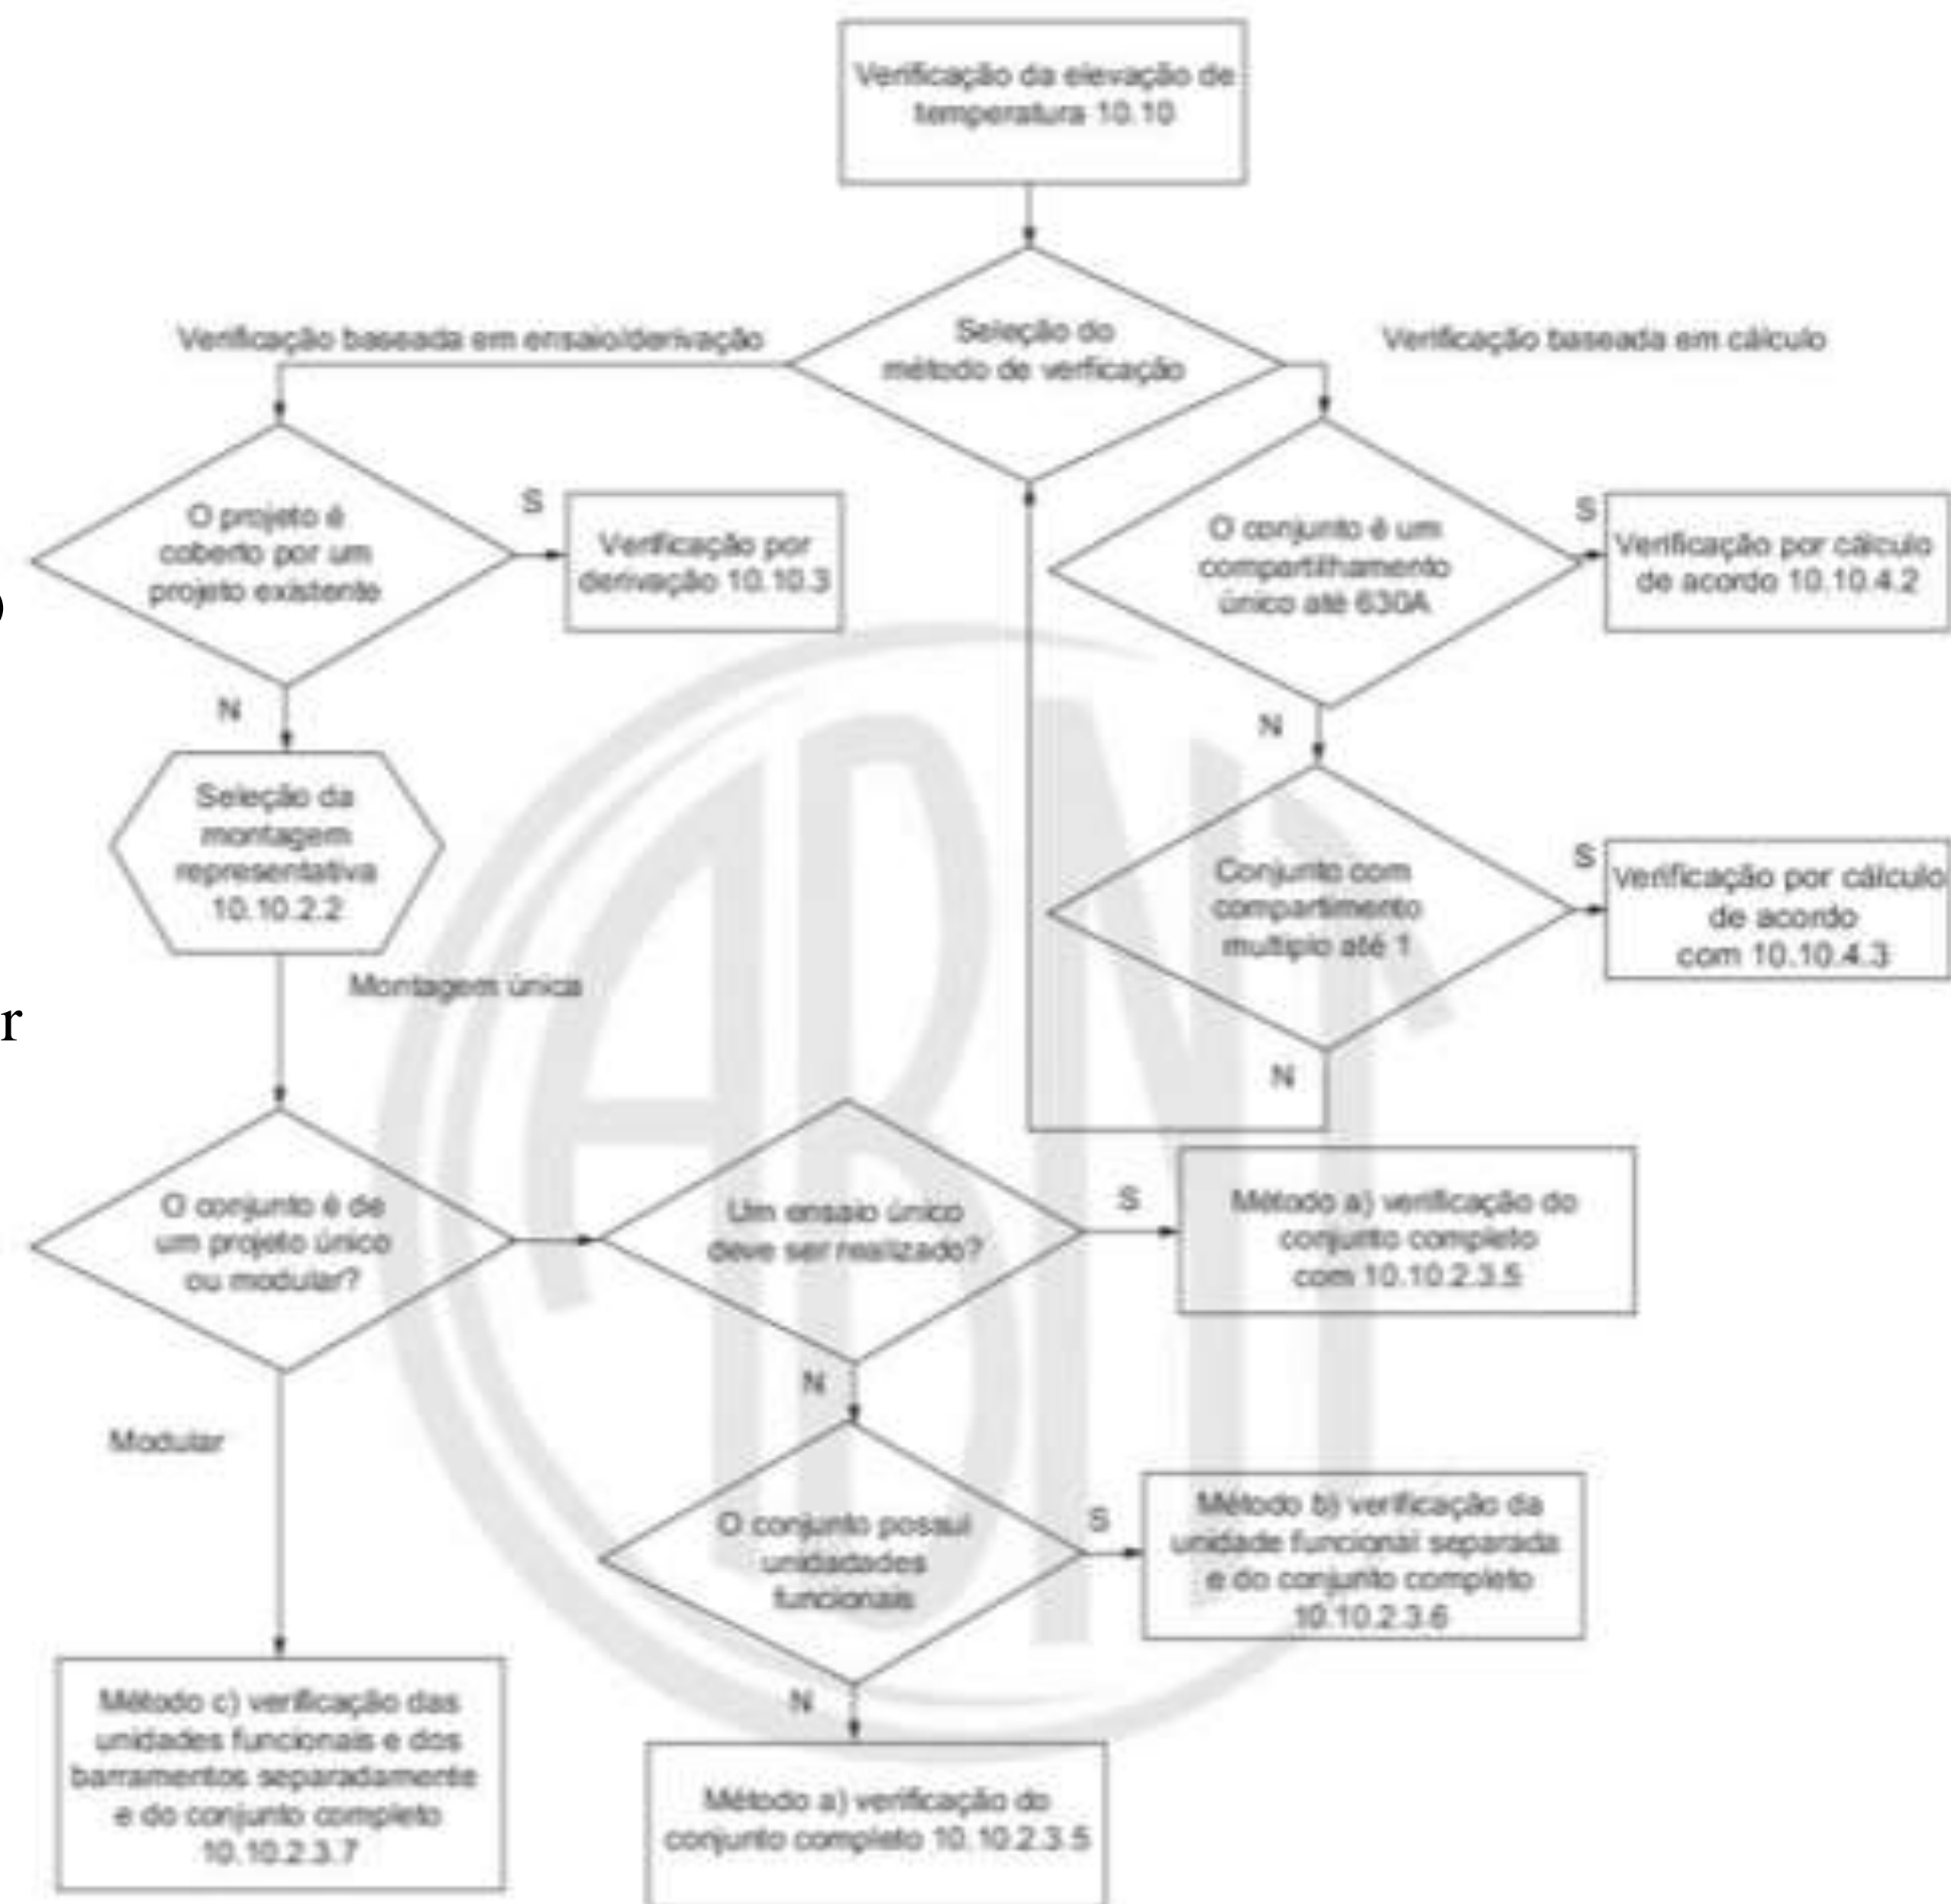 Verificação da elevação de
temperatura 10.10
Verificação baseada em ensaio/derivação
Seleção do
método de verficação
Verificação baseada em cálculo
O projeto é
coberto por um
projeto existente
S
Verificação por
derivação 10.10.3
O conjunto é um
compartilhamento
único até 630A
S
Verificação por cálculo
de acordo 10.10.4.2
o
N
N
Seleção da
montagem
representativa
10.10.2.2
Conjunto com
compartimento
multiplo até 1
S
Verificação por cálculo
de acordo
com 10.10.4.3
Montagem única
r
N
O conjunto é de
um projeto único
ou modular?
Um ensaio único
deve ser realizado?
S
Método a) verificação do
conjunto completo
com 10.10.2.3.5
N
Modular
O conjunto possui
unidadades
funcionais
S
Método b) verificação da
unidade funcional separada
e do conjunto completo
10.10.2.3.6
N
Método c) verificação das
unidades funcionais e dos
barramentos separadamente
e do conjunto completo
10.10.2.3.7
Método a) verificação do
conjunto completo 10.10.2.3.5
ABNT